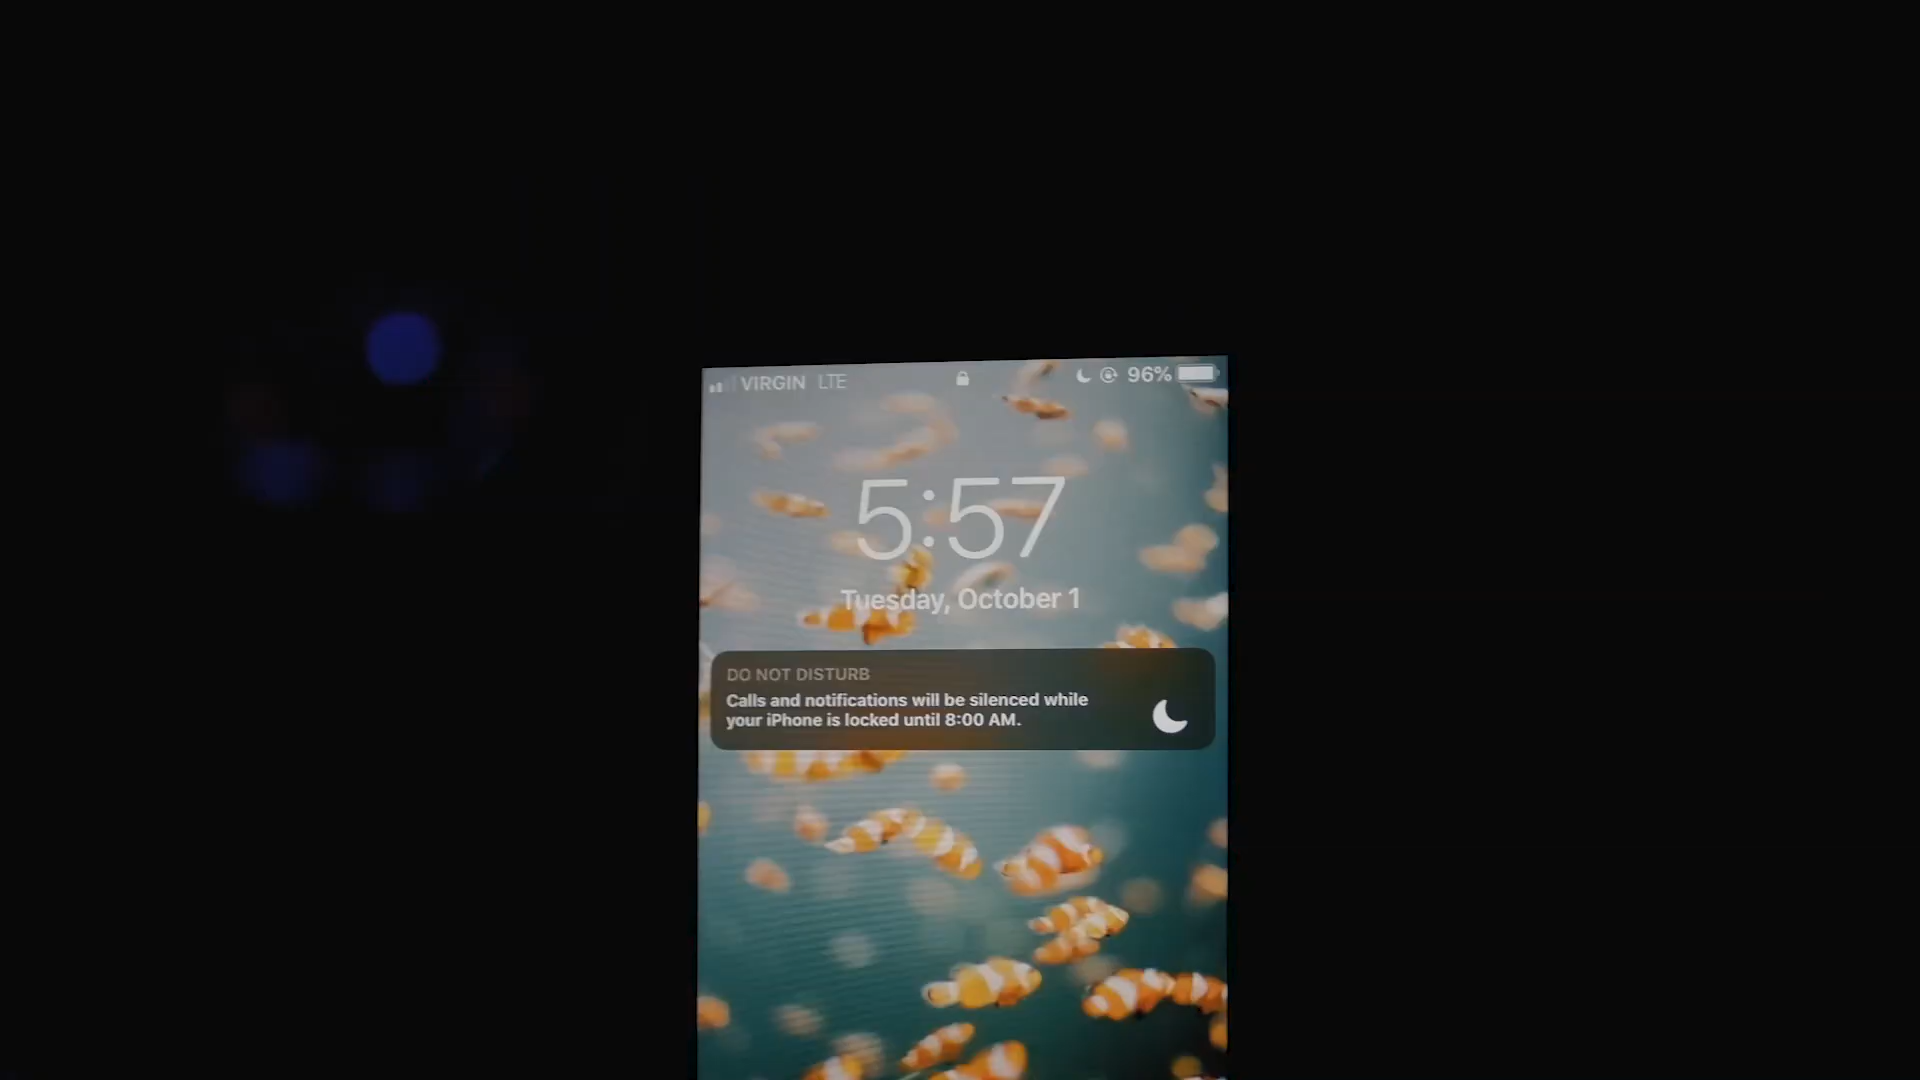 VIRGIN LTE 96%
5:57
Tuesday, October 1
DO NOT DISTURB
Calls and notifications will be silenced while
your iPhone is locked until 8:00 AM.